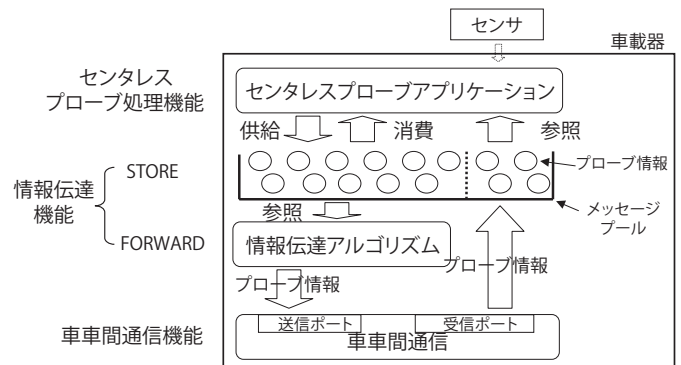 センサ
車載器
センタレス
プローブ処理機能
センタレスプローブアプリケーション
供給
消費
参照
プローブ情報
STORE
情報伝達
機能
FORWARD
メッセージ
プール
参照
情報伝達アルゴリズム
プローブ情報
プローブ情報
送信ポート
受信ポート
車車間通信機能
車車間通信